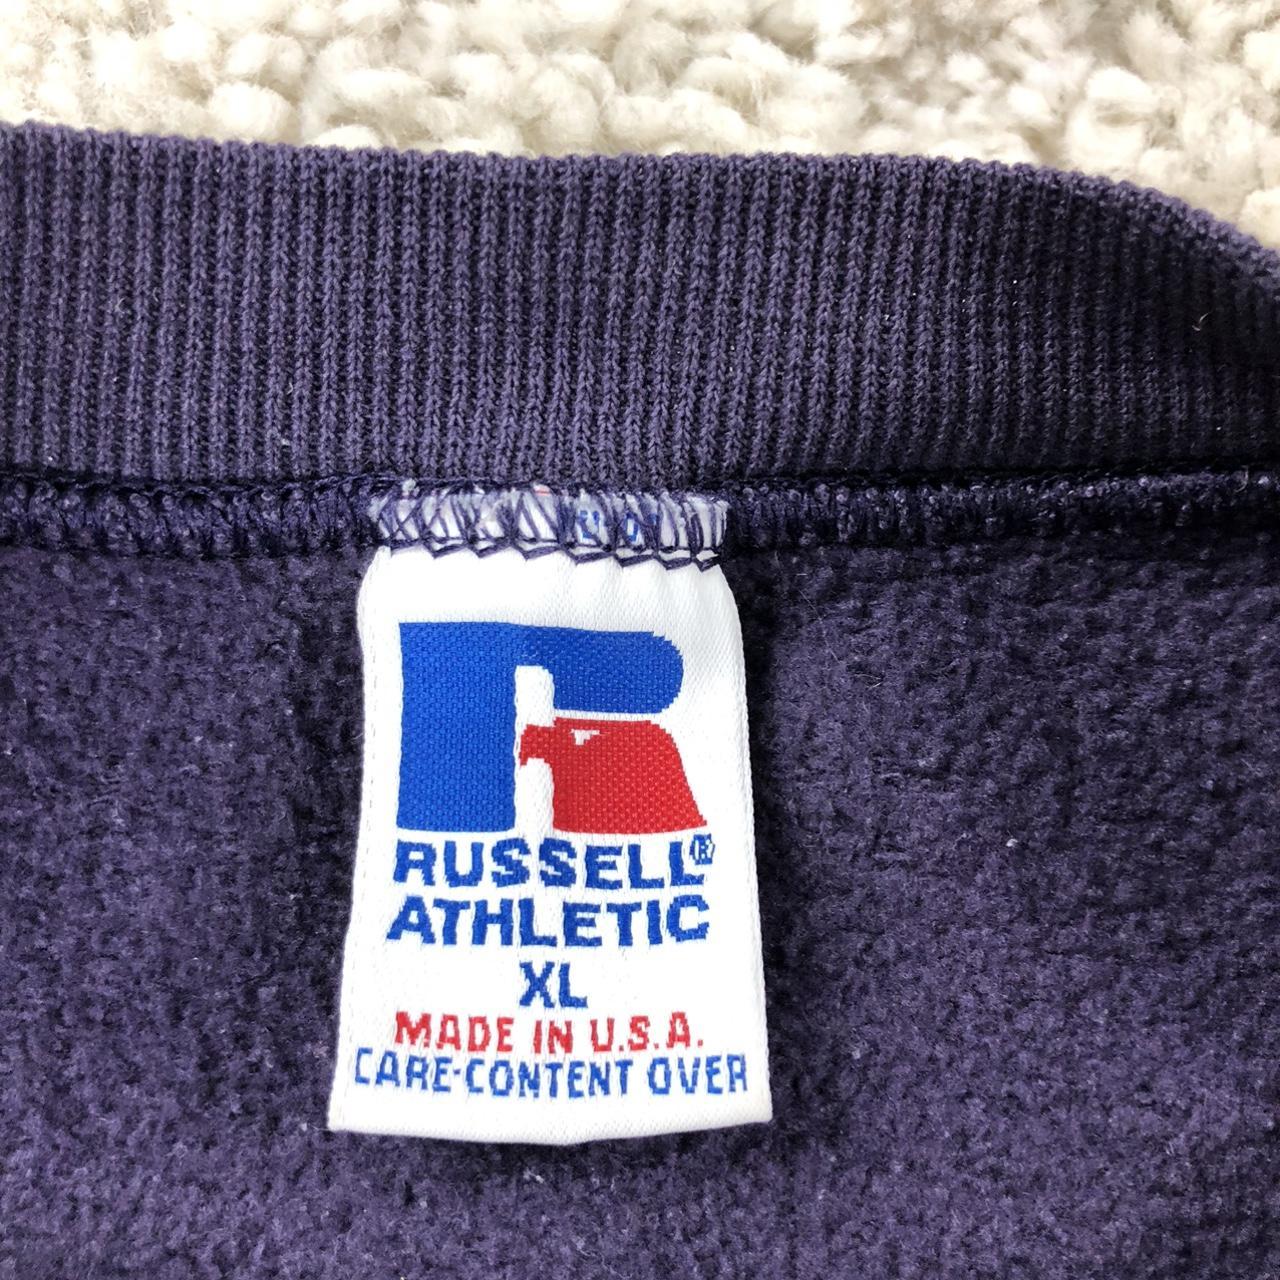 RUSSELL®
ATHLETIC
XL
MADE IN U.S.A.
CARE-CONTENT OVER